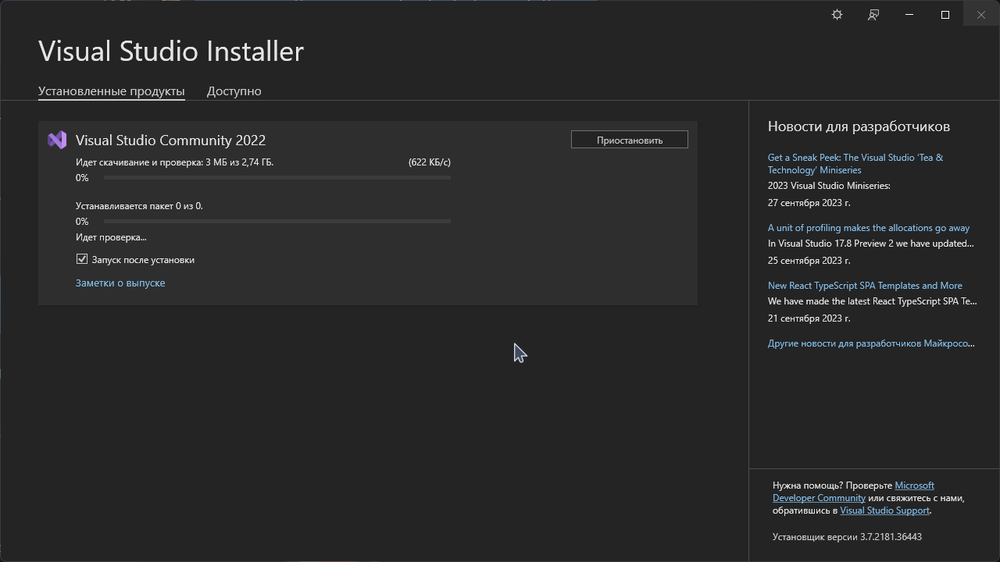 Visual Studio Installer
Установленные продукты
Доступно
Visual Studio Community 2022
Приостановить
Идет скачивание и проверка: 3 МБ из 2,74 ГБ.
(622 КБ/с)
0%
Устанавливается пакет 0 из 0.
0%
Идет проверка...
Запуск после установки
Заметки о выпуске
Новости для разработчиков
Get a Sneak Peek: The Visual Studio ‘Tea &
Technology’ Miniseries
2023 Visual Studio Miniseries:
27 сентября 2023 г.
A unit of profiling makes the allocations go away
In Visual Studio 17.8 Preview 2 we have updated...
25 сентября 2023 г.
New React TypeScript SPA Templates and More
We have made the latest React TypeScript SPA Te...
21 сентября 2023 г.
Другие новости для разработчиков Майкросо...
Нужна помощь? Проверьте Microsoft
Developer Community или свяжитесь с нами,
обратившись в Visual Studio Support.
Установщик версии 3.7.2181.36443